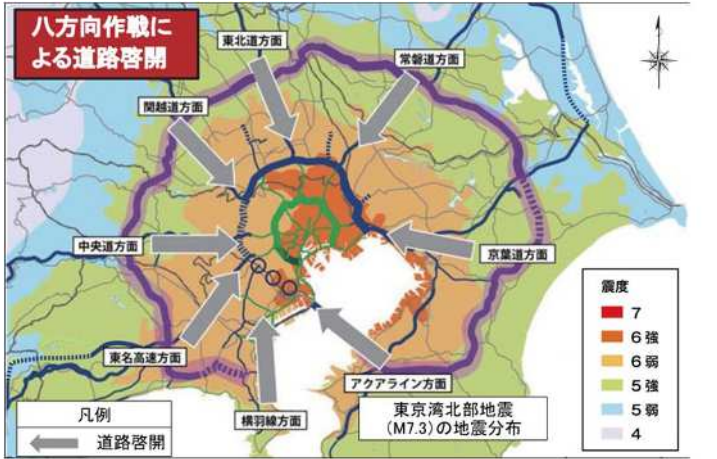 八方向作戦に
よる道路啓開
東北道方面
常磐道方面
関越道方面
中央道方面
京葉道方面
東名高速方面
アクアライン方面
横羽線方面
凡例
道路啓開
東京湾北部地震
(M7.3)の地震分布
震度
7
6強
6弱
5強
5弱
4